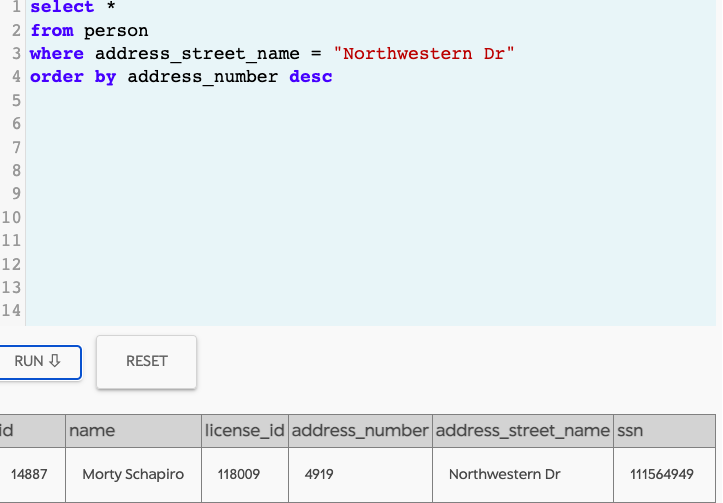 1 select *
2 from person
3 where address_street_name = "Northwestern Dr"
4 order by address_number desc
5
6
7
8
9
10
11
12
13
14
RUN ⇩ RESET
id name license_id address_number address_street_name ssn
14887 Morty Schapiro 118009 4919 Northwestern Dr 111564949